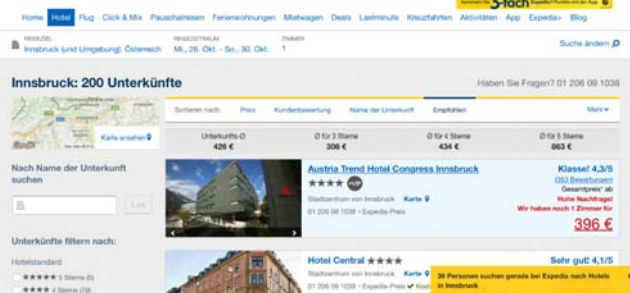 3-fach
Home Hotel Flug Click & Mix Pauschalreisen Ferienwohnungen Mietwagen Deals Lastminute Kreuzfahrten Aktivitäten App Expedia+ Blog
REISEZIEL
Innsbruck (und Umgebung), Österreich
REISEZEITRAUM
Mi., 26. Okt. - So., 30. Okt.
ZIMMER
1
Suche ändern
Innsbruck: 200 Unterkünfte
Haben Sie Fragen? 01 206 09 1038
Karte ansehen
Sortieren nach: Preis Kundenbewertung Name der Unterkunft Empfohlen Mehr
Unterkunfts-Ø
426 €
Ø für 3 Sterne
306 €
Ø für 4 Sterne
434 €
Ø für 5 Sterne
863 €
Nach Name der Unterkunft
suchen
Los
Unterkünfte filtern nach:
Hotelstandard
5 Sterne (5)
4 Sterne (79)
Austria Trend Hotel Congress Innsbruck
+VIP
Stadtzentrum von Innsbruck Karte
01 206 09 1038 - Expedia-Preis
Klasse! 4,3/5
(353 Bewertungen)
Gesamtpreis* ab
Hohe Nachfrage!
Wir haben noch 1 Zimmer für
396 €
Hotel Central
Stadtzentrum von Innsbruck Karte
01 206 09 1038 - Expedia-Preis
Sehr gut! 4,1/5
36 Personen suchen gerade bei Expedia nach Hotels
in Innsbruck